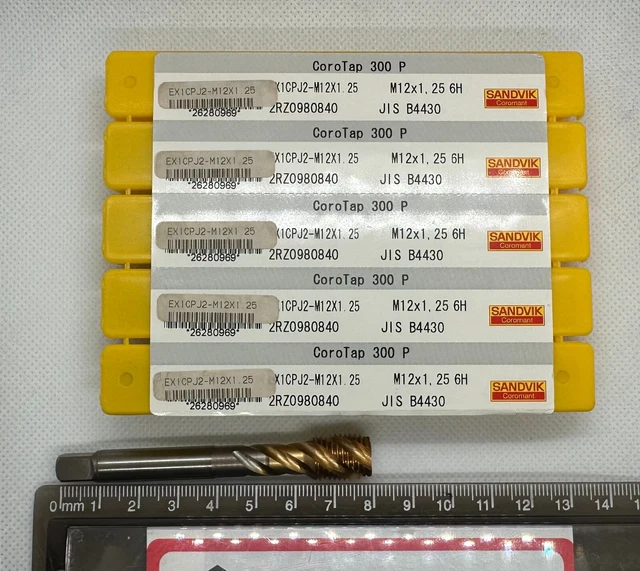 CoroTap 300 P
EX1CPJ2-M12X1.25 X1CPJ2-M12X1.25 M12x1,25 6H SANDVIK
*26280969* 2RZ0980840 JIS B4430 Coromant
CoroTap 300 P
EX1CPJ2-M12X1.25 X1CPJ2-M12X1.25 M12x1,25 6H SANDVIK
*26280969* 2RZ0980840 JIS B4430 Coromant
CoroTap 300 P
EX1CPJ2-M12X1.25 X1CPJ2-M12X1.25 M12x1,25 6H SANDVIK
*26280969* 2RZ0980840 JIS B4430 Coromant
CoroTap 300 P
EX1CPJ2-M12X1.25 X1CPJ2-M12X1.25 M12x1,25 6H SANDVIK
*26280969* 2RZ0980840 JIS B4430 Coromant
CoroTap 300 P
EX1CPJ2-M12X1.25 X1CPJ2-M12X1.25 M12x1,25 6H SANDVIK
*26280969* 2RZ0980840 JIS B4430 Coromant
0 mm 1 2 3 4 5 6 7 8 9 10 11 12 13 14